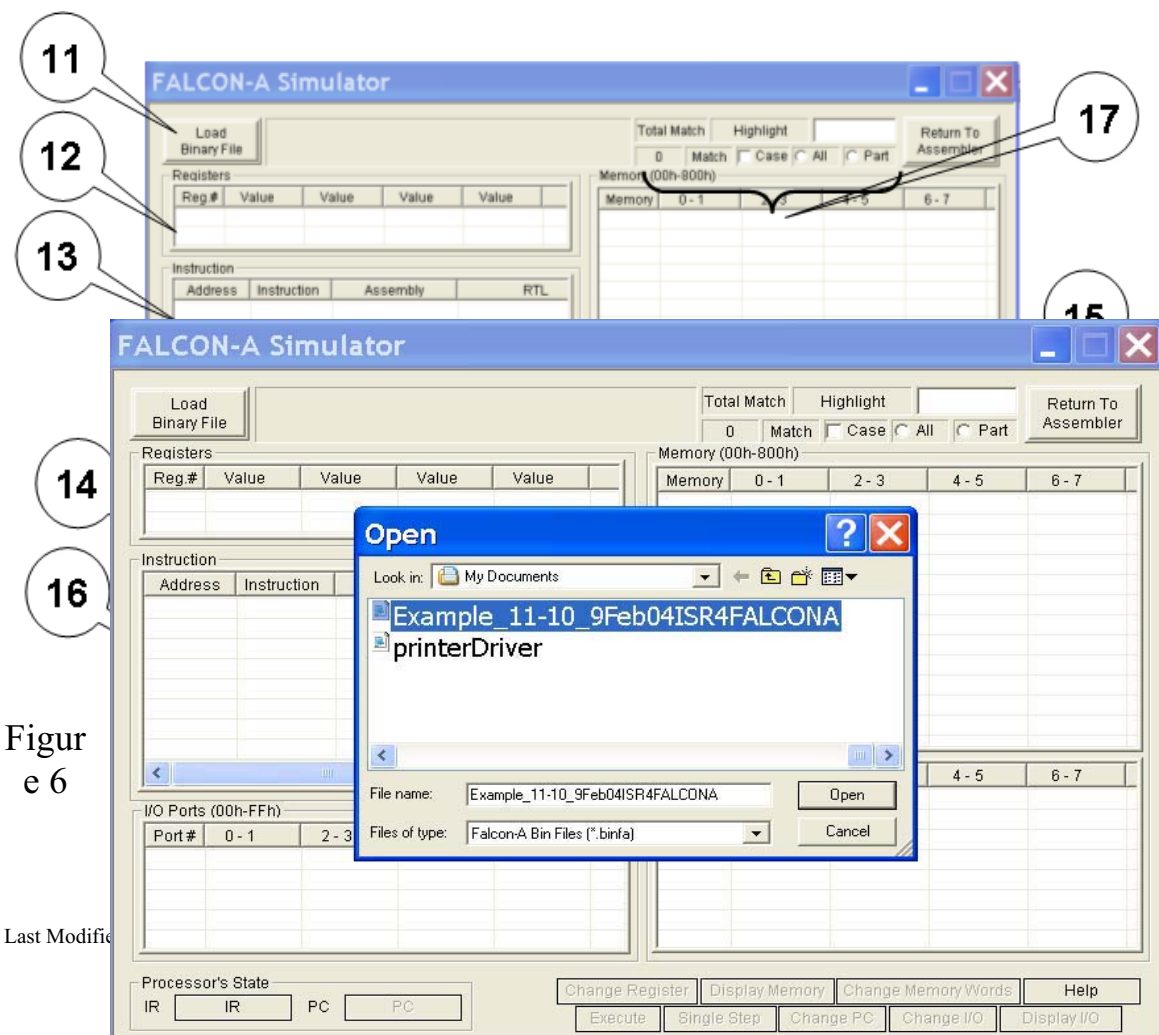 11
FALCON-A Simulator
Load
Binary File
Total Match Highlight
0 Match Case All Part
Return To
Assembler
17
12
Registers
Reg.# Value Value Value Value
Memory (00h-800h)
Memory 0 - 1 2 - 3 4 - 5 6 - 7
13
Instruction
Address Instruction Assembly RTL
15
FALCON-A Simulator
Load
Binary File
Total Match Highlight
0 Match Case All Part
Return To
Assembler
14
Registers
Reg.# Value Value Value Value
Memory (00h-800h)
Memory 0 - 1 2 - 3 4 - 5 6 - 7
16
Instruction
Address Instruction
Open
Look in: My Documents
Example_11-10_9Feb04ISR4FALCONA
printerDriver
File name: Example_11-10_9Feb04ISR4FALCONA Open
Files of type: Falcon-A Bin Files (*.binfa) Cancel
Figur
e 6
4 - 5 6 - 7
I/O Ports (00h-FFh)
Port # 0 - 1 2 - 3
Last Modifie
Processor's State
IR IR PC PC
Change Register Display Memory Change Memory Words Help
Execute Single Step Change PC Change I/O Display I/O